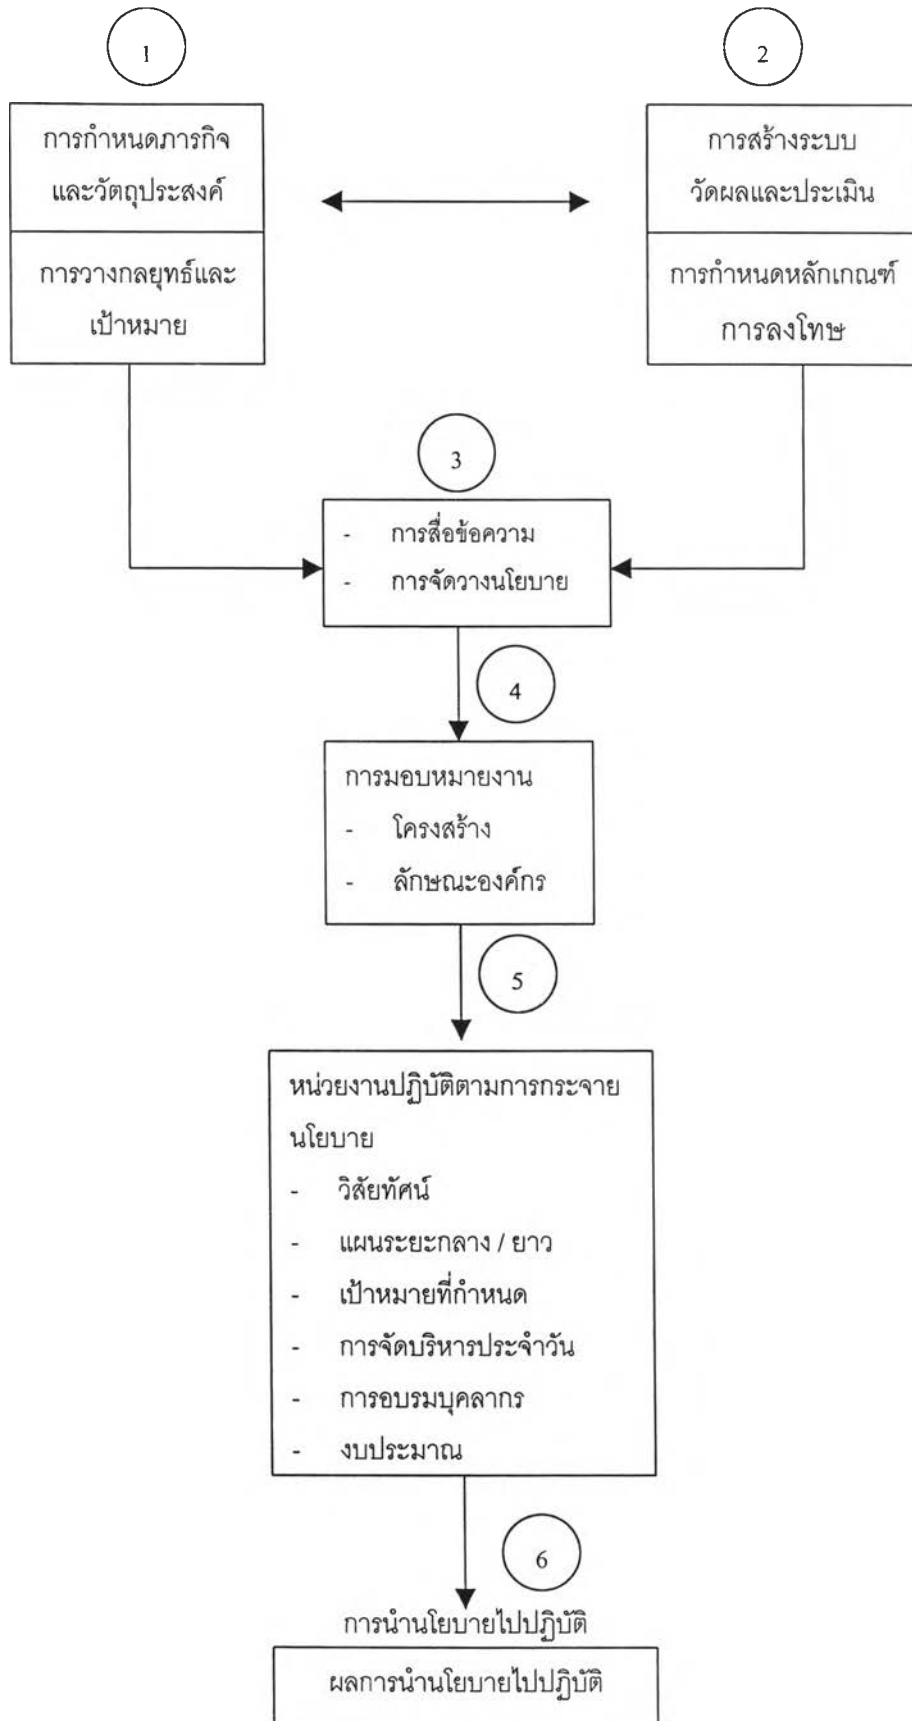 1
การกำหนดภารกิจ
และวัตถุประสงค์
การวางกลยุทธ์และ
เป้าหมาย
2
การสร้างระบบ
วัดผลและประเมิน
การกำหนดหลักเกณฑ์
การลงโทษ
3
- การสื่อข้อความ
- การจัดวางนโยบาย
4
การมอบหมายงาน
- โครงสร้าง
- ลักษณะองค์กร
5
หน่วยงานปฏิบัติตามการกระจาย
นโยบาย
- วิสัยทัศน์
- แผนระยะกลาง / ยาว
- เป้าหมายที่กำหนด
- การจัดบริหารประจำวัน
- การอบรมบุคลากร
- งบประมาณ
6
การนำนโยบายไปปฏิบัติ
ผลการนำนโยบายไปปฏิบัติ